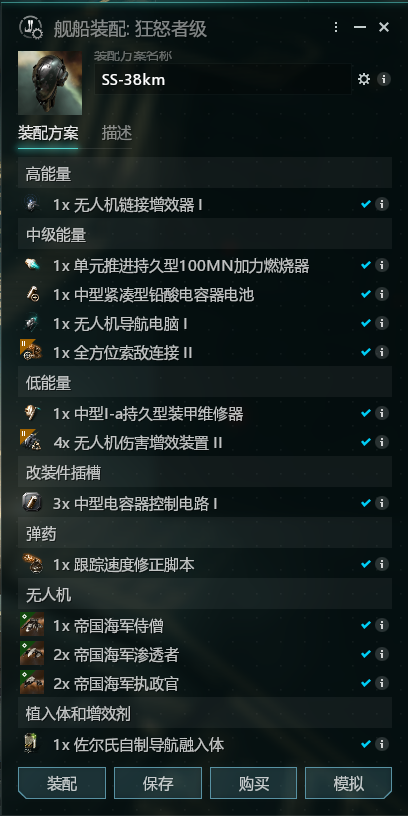 舰船装配: 狂怒者级
装配方案名称
SS-38km
装配方案 描述
高能量
1x 无人机链接增效器 I
中级能量
1x 单元推进持久型100MN加力燃烧器
1x 中型紧凑型铅酸电容器电池
1x 无人机导航电脑 I
1x 全方位索敌连接 II
低能量
1x 中型I-a持久型装甲维修器
4x 无人机伤害增效装置 II
改装件插槽
3x 中型电容器控制电路 I
弹药
1x 跟踪速度修正脚本
无人机
1x 帝国海军侍僧
2x 帝国海军渗透者
2x 帝国海军执政官
植入体和增效剂
1x 佐尔氏自制导航融入体
装配 保存 购买 模拟